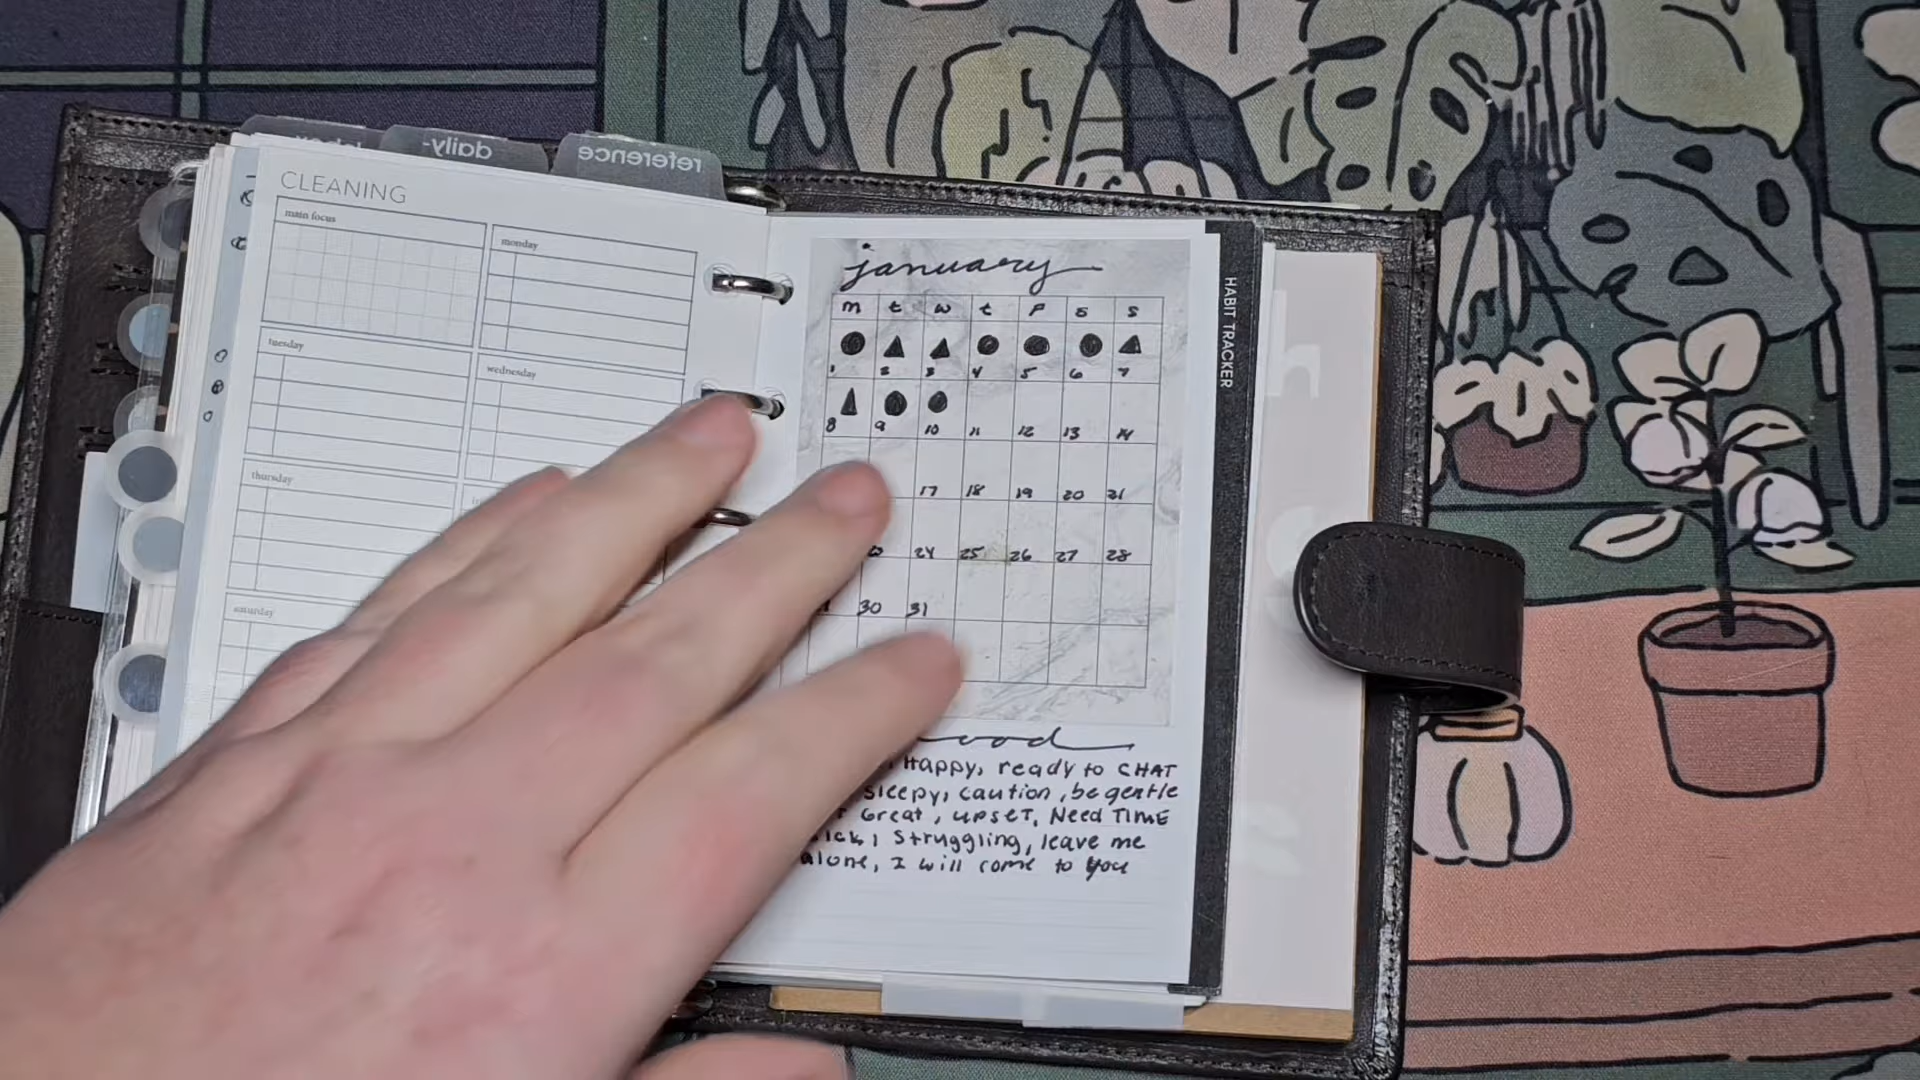 daily-
reference
CLEANING
main focus
monday
tuesday
wednesday
thursday
saturday
january
m t w t F s s
1 2 3 4 5 6 7
8 9 10 11 12 13 14
17 18 19 20 21
24 25 26 27 28
30 31
Happy, ready to CHAT
sleepy, caution, be gentle
Great, upset, Need TIME
Struggling, leave me
alone, I will come to you
HABIT TRACKER